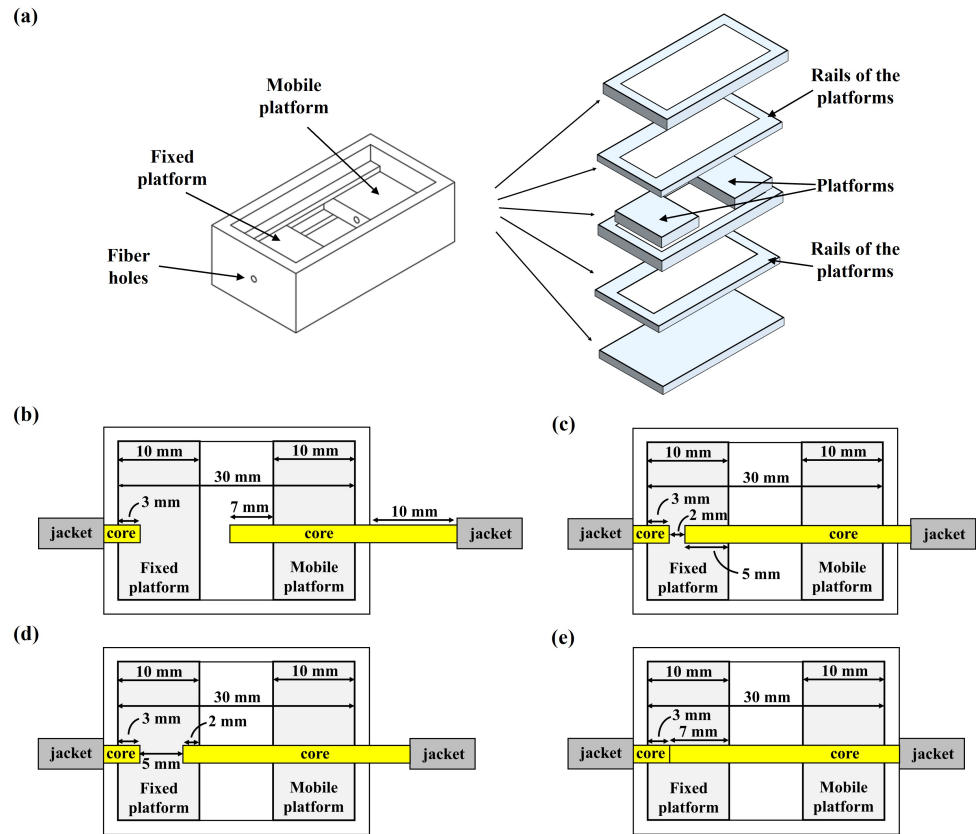 (a)
Mobile
platform
Fixed
platform
Fiber
holes
Rails of the
platforms
Platforms
Rails of the
platforms
(b)
10 mm
10 mm
30 mm
3 mm
7 mm
10 mm
jacket
core
core
jacket
Fixed
platform
Mobile
platform
(c)
10 mm
10 mm
30 mm
3 mm
2 mm
jacket
core
core
jacket
5 mm
Fixed
platform
Mobile
platform
(d)
10 mm
10 mm
30 mm
3 mm
2 mm
jacket
core
core
jacket
5 mm
Fixed
platform
Mobile
platform
(e)
10 mm
10 mm
30 mm
3 mm
7 mm
jacket
core
core
jacket
Fixed
platform
Mobile
platform